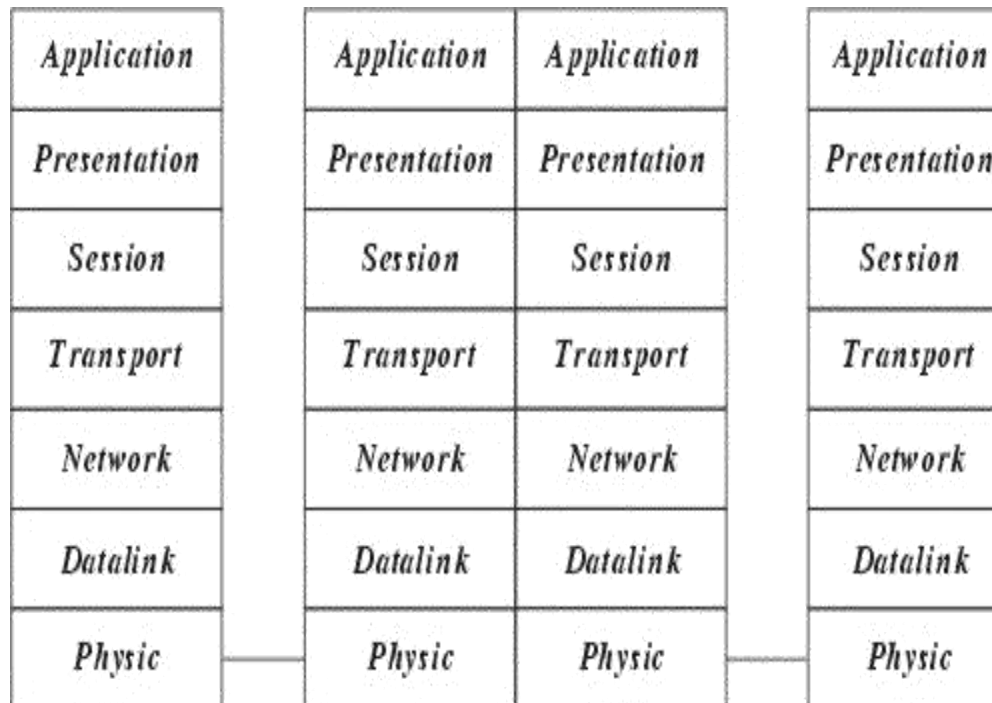 Application Application Application Application
Presentation Presentation Presentation Presentation
Session Session Session Session
Transport Transport Transport Transport
Network Network Network Network
Datalink Datalink Datalink Datalink
Physic Physic Physic Physic